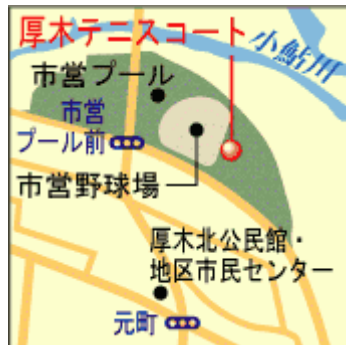 厚木テニスコート
小鮎川
市営プール
市営
プール前
市営野球場
厚木北公民館・
地区市民センター
元町